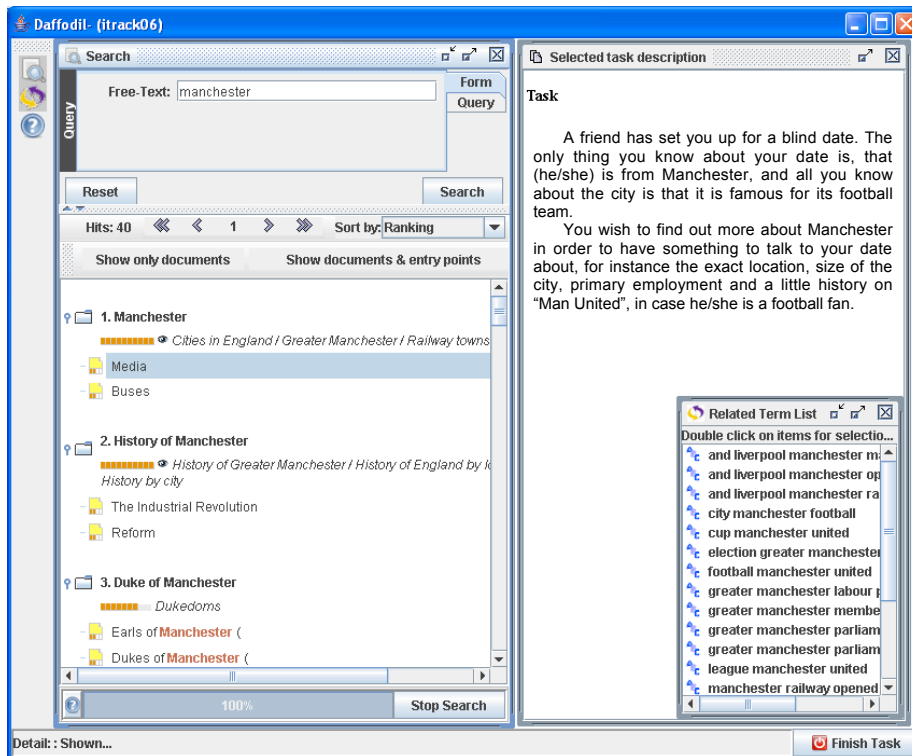 Daffodil- (itrack06)
Search
Query
Free-Text: manchester
Form
Query
Reset
Search
Hits: 40
1
Sort by: Ranking
Show only documents
Show documents & entry points
1. Manchester
Cities in England / Greater Manchester / Railway towns
Media
Buses
2. History of Manchester
History of Greater Manchester / History of England by
History by city
The Industrial Revolution
Reform
3. Duke of Manchester
Dukedoms
Earls of Manchester (
Dukes of Manchester (
100%
Stop Search
Selected task description
Task
A friend has set you up for a blind date. The
only thing you know about your date is, that
(he/she) is from Manchester, and all you know
about the city is that it is famous for its football
team.
You wish to find out more about Manchester
in order to have something to talk to your date
about, for instance the exact location, size of the
city, primary employment and a little history on
“Man United”, in case he/she is a football fan.
Related Term List
Double click on items for selectio...
and liverpool manchester
and liverpool manchester op
and liverpool manchester ra
city manchester football
cup manchester united
election greater manchester
football manchester united
greater manchester labour
greater manchester membe
greater manchester parliam
greater manchester parliam
league manchester united
manchester railway opened
Detail: : Shown...
Finish Task